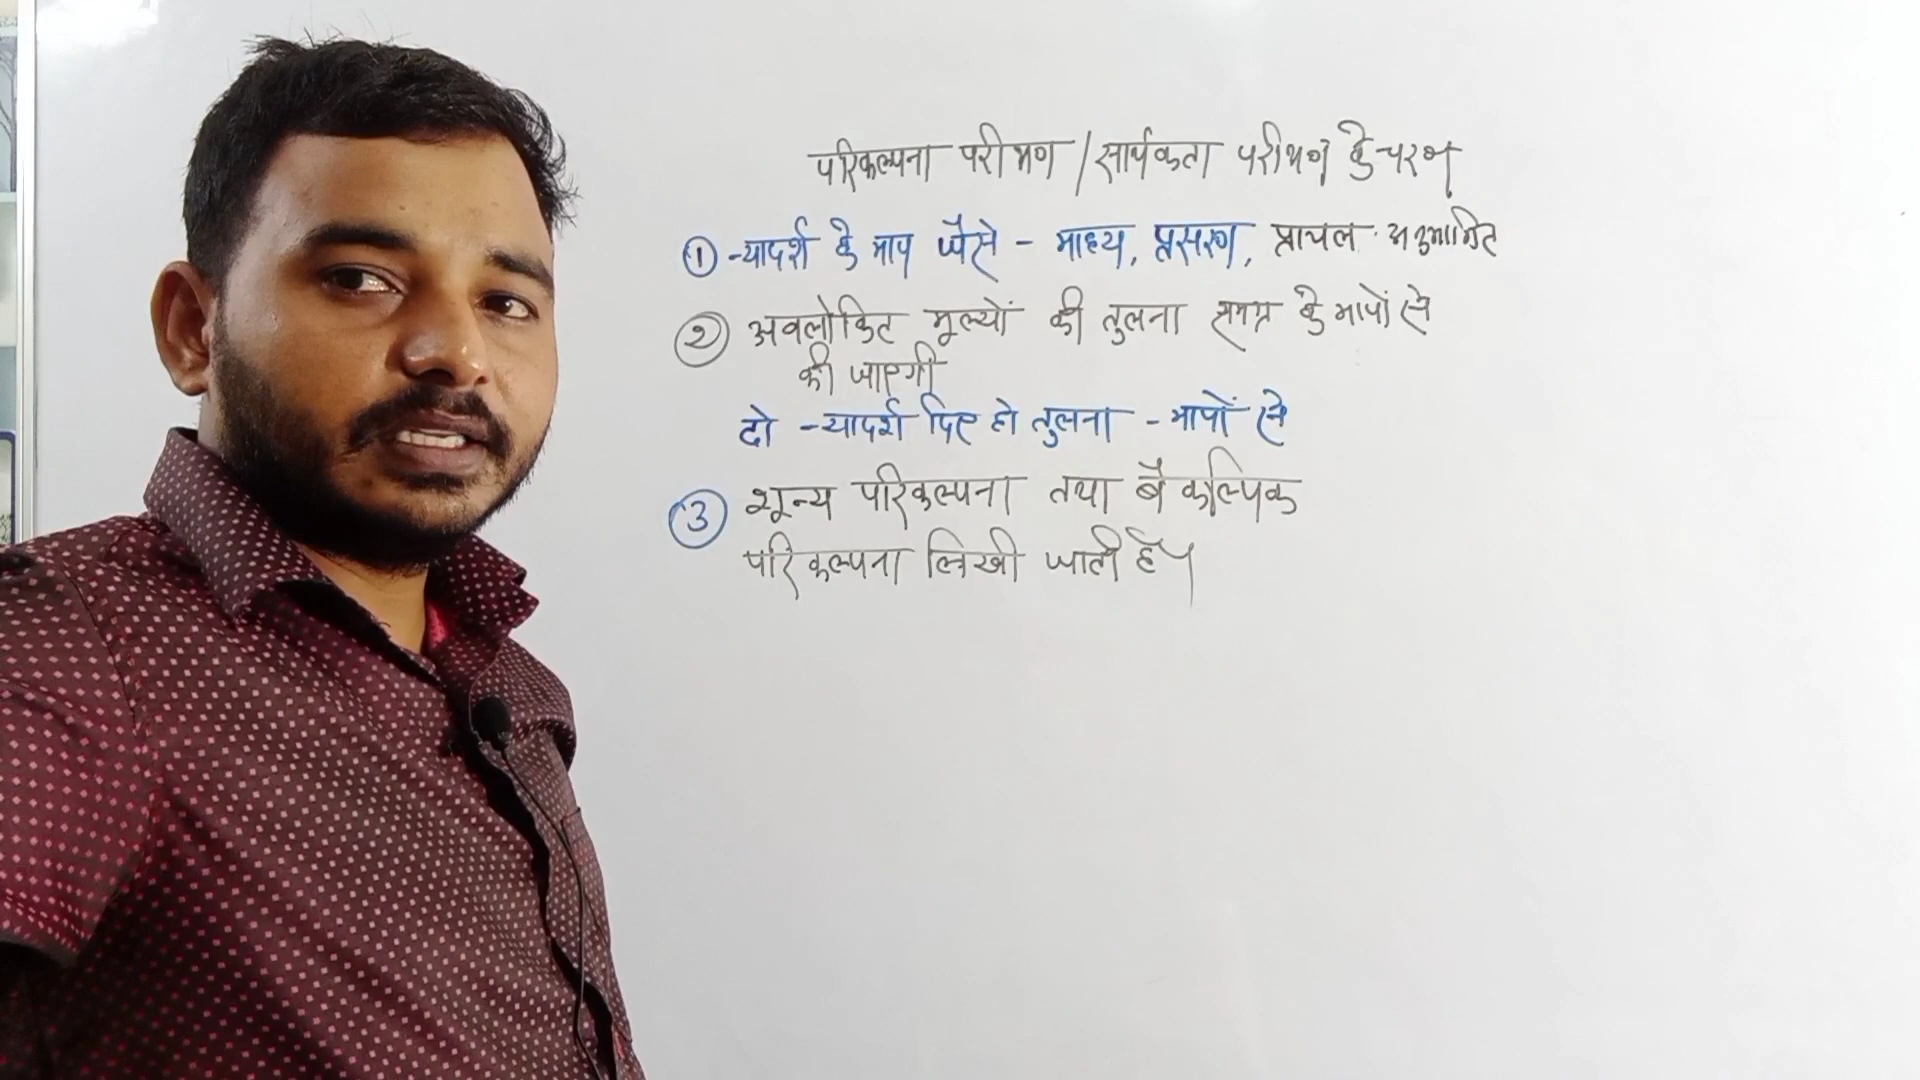 परिकल्पना परीक्षण / सार्थकता परीक्षण के चरण
① न्यादर्श के माप जैसे - माध्य, प्रसरण, प्राचल अनुमानित
② अवलोकित मूल्यों की तुलना समग्र के मापों से
की जाएगी
दो न्यादर्श दिए हो तुलना - मापों से
③ शून्य परिकल्पना तथा वैकल्पिक
परिकल्पना लिखी जाती है।